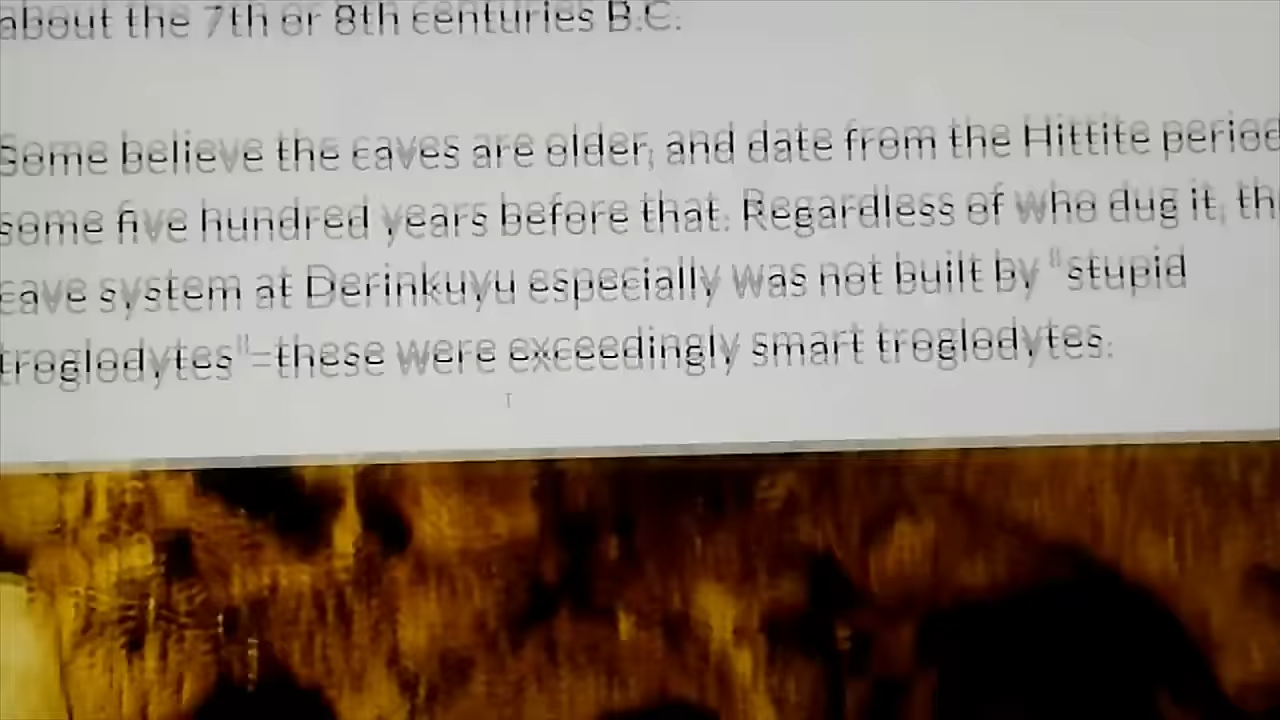 about the 7th or 8th centuries B.C.
Some believe the caves are older, and date from the Hittite period
some five hundred years before that. Regardless of who dug it, th
cave system at Derinkuyu especially was not built by "stupid
troglodytes"–these were exceedingly smart troglodytes.